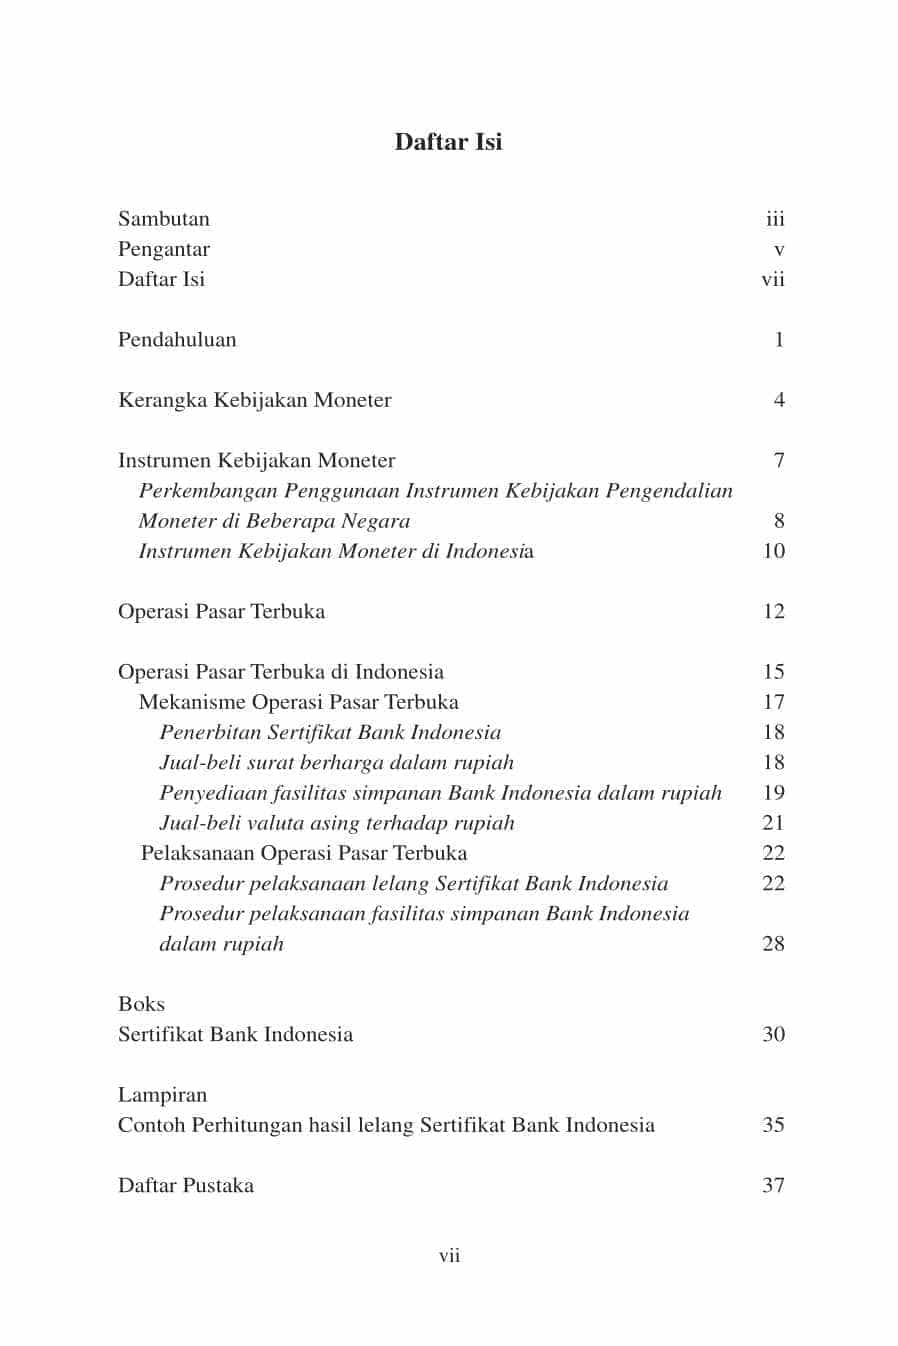 Daftar Isi
Sambutan iii
Pengantar v
Daftar Isi vii
Pendahuluan 1
Kerangka Kebijakan Moneter 4
Instrumen Kebijakan Moneter 7
Perkembangan Penggunaan Instrumen Kebijakan Pengendalian
Moneter di Beberapa Negara 8
Instrumen Kebijakan Moneter di Indonesia 10
Operasi Pasar Terbuka 12
Operasi Pasar Terbuka di Indonesia 15
Mekanisme Operasi Pasar Terbuka 17
Penerbitan Sertifikat Bank Indonesia 18
Jual-beli surat berharga dalam rupiah 18
Penyediaan fasilitas simpanan Bank Indonesia dalam rupiah 19
Jual-beli valuta asing terhadap rupiah 21
Pelaksanaan Operasi Pasar Terbuka 22
Prosedur pelaksanaan lelang Sertifikat Bank Indonesia 22
Prosedur pelaksanaan fasilitas simpanan Bank Indonesia
dalam rupiah 28
Boks
Sertifikat Bank Indonesia 30
Lampiran
Contoh Perhitungan hasil lelang Sertifikat Bank Indonesia 35
Daftar Pustaka 37
vii